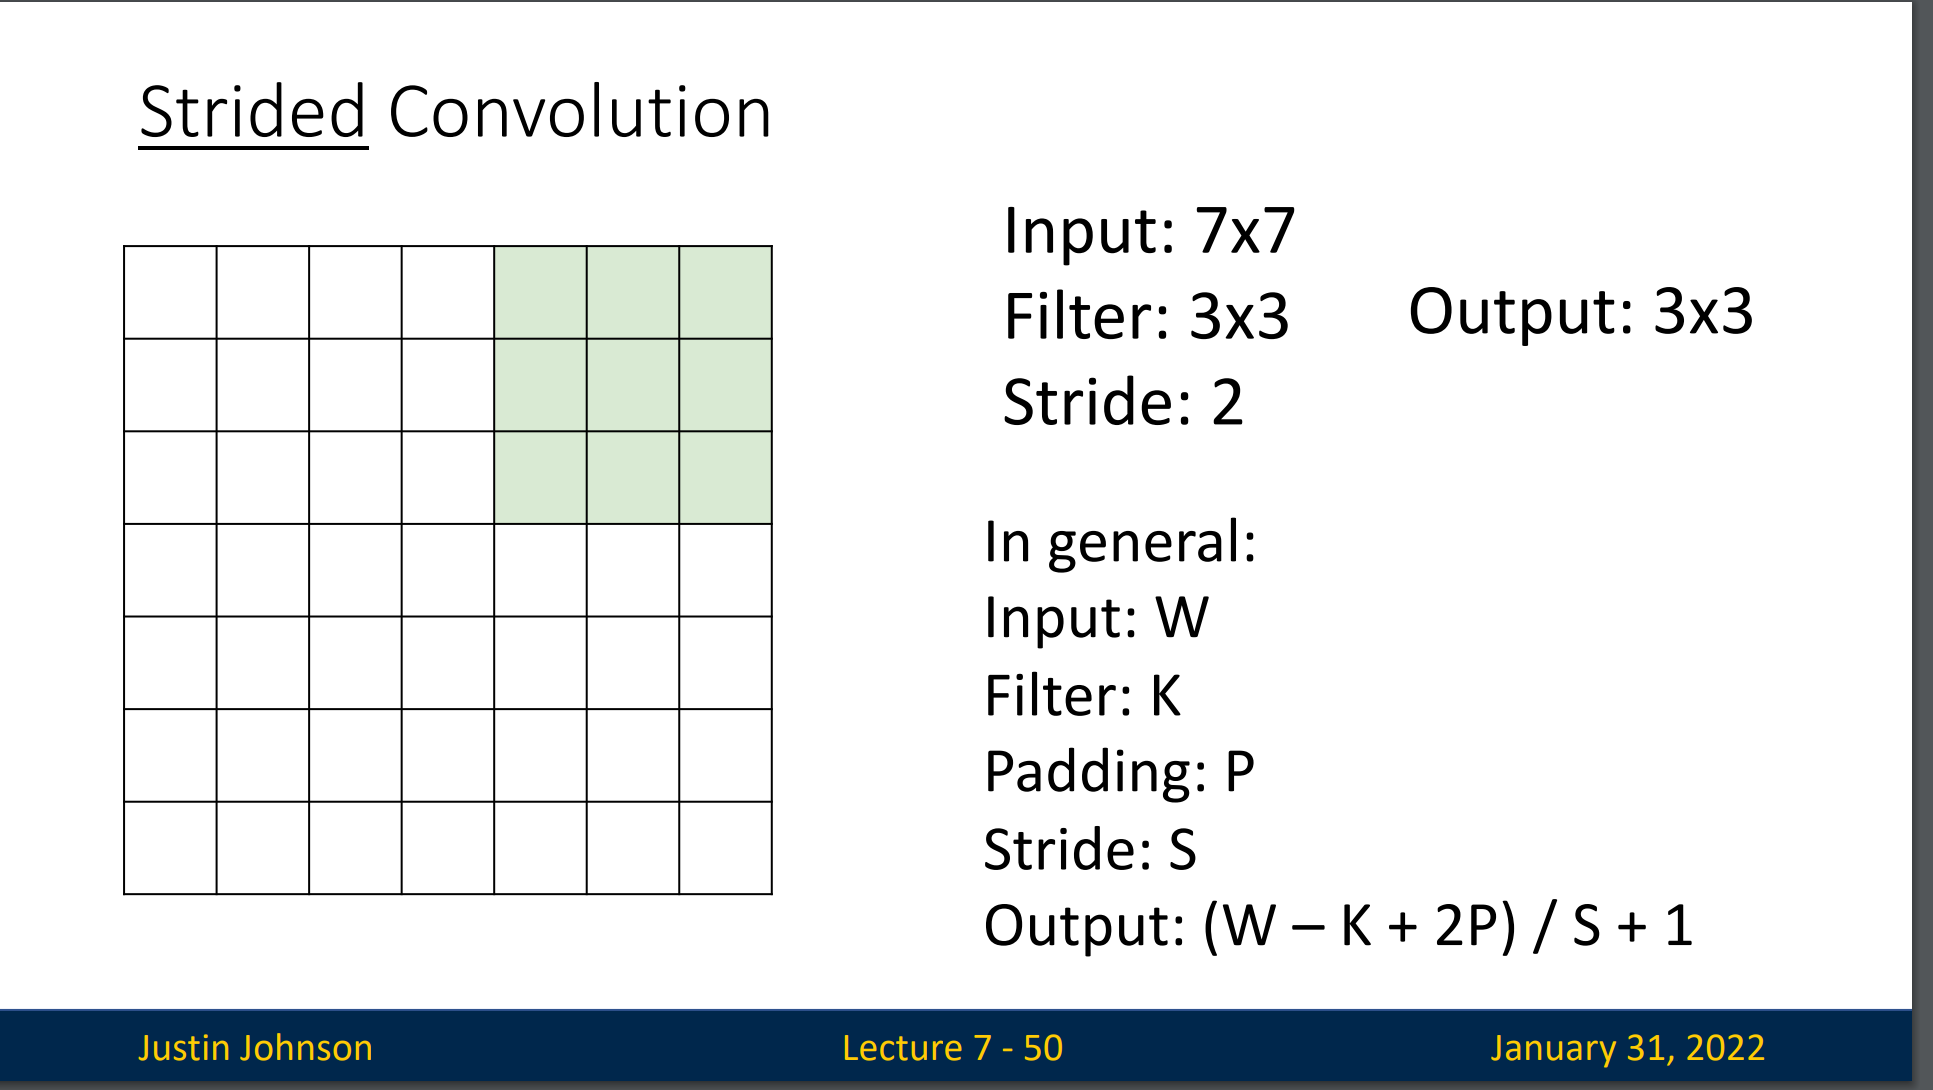 Strided Convolution
Input: 7x7
Filter: 3x3
Output: 3x3
Stride: 2
In general:
Input: W
Filter: K
Padding: P
Stride: S
Output: (W – K + 2P) / S + 1
Justin Johnson
Lecture 7 - 50
January 31, 2022